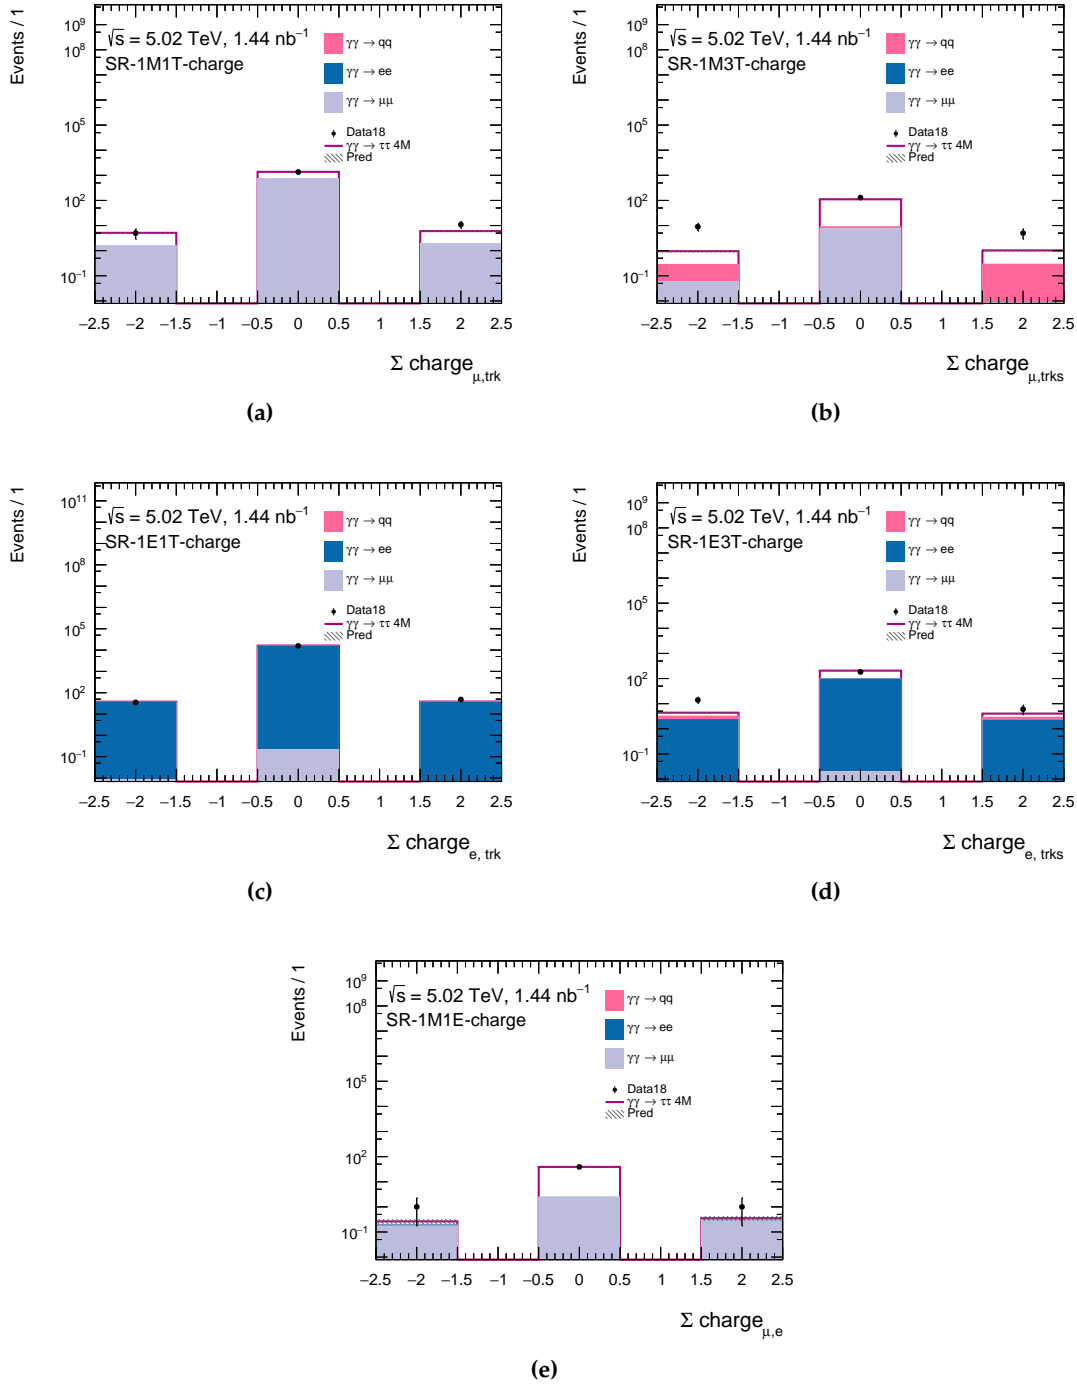 Events / 1
10⁹
10⁸
10⁵
10²
10⁻¹
√s = 5.02 TeV, 1.44 nb⁻¹
SR-1M1T-charge
γγ → qq
γγ → ee
γγ → μμ
Data18
γγ → ττ 4M
Pred
−2.5 −2 −1.5 −1 −0.5 0 0.5 1 1.5 2 2.5
Σ charge μ,trk
(a)
Events / 1
10⁹
10⁸
10⁵
10²
10⁻¹
√s = 5.02 TeV, 1.44 nb⁻¹
SR-1M3T-charge
γγ → qq
γγ → ee
γγ → μμ
Data18
γγ → ττ 4M
Pred
−2.5 −2 −1.5 −1 −0.5 0 0.5 1 1.5 2 2.5
Σ charge μ,trks
(b)
Events / 1
10¹¹
10⁸
10⁵
10²
10⁻¹
√s = 5.02 TeV, 1.44 nb⁻¹
SR-1E1T-charge
γγ → qq
γγ → ee
γγ → μμ
Data18
γγ → ττ 4M
Pred
−2.5 −2 −1.5 −1 −0.5 0 0.5 1 1.5 2 2.5
Σ charge e, trk
(c)
Events / 1
10⁹
10⁸
10⁵
10²
10⁻¹
√s = 5.02 TeV, 1.44 nb⁻¹
SR-1E3T-charge
γγ → qq
γγ → ee
γγ → μμ
Data18
γγ → ττ 4M
Pred
−2.5 −2 −1.5 −1 −0.5 0 0.5 1 1.5 2 2.5
Σ charge e, trks
(d)
Events / 1
10⁹
10⁸
10⁵
10²
10⁻¹
√s = 5.02 TeV, 1.44 nb⁻¹
SR-1M1E-charge
γγ → qq
γγ → ee
γγ → μμ
Data18
γγ → ττ 4M
Pred
−2.5 −2 −1.5 −1 −0.5 0 0.5 1 1.5 2 2.5
Σ charge μ,e
(e)